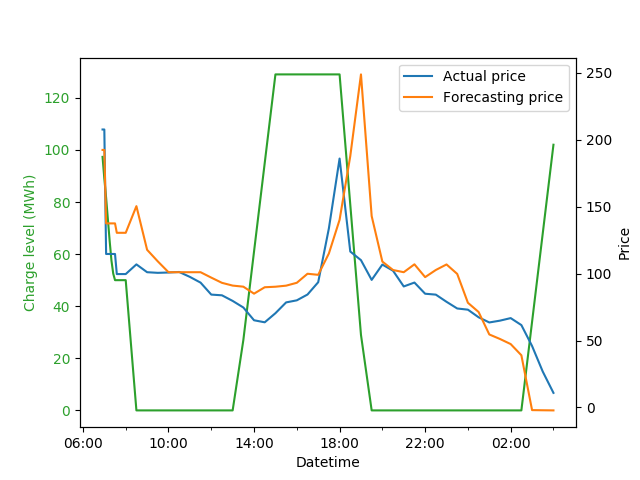 Actual price
Forecasting price
120
100
80
60
40
20
0
Charge level (MWh)
250
200
150
100
50
0
Price
06:00 10:00 14:00 18:00 22:00 02:00
Datetime